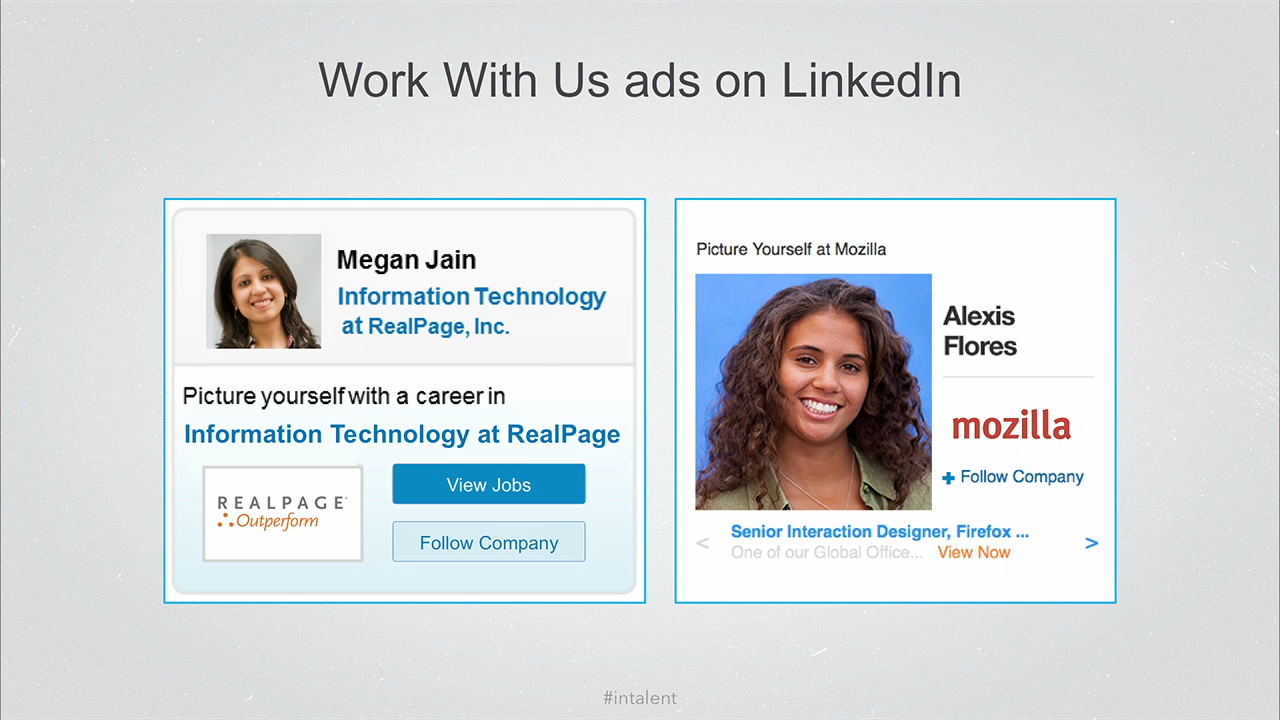 Work With Us ads on LinkedIn
Megan Jain
Information Technology
at RealPage, Inc.
Picture yourself with a career in
Information Technology at RealPage
REALPAGE
Outperform
View Jobs
Follow Company
Picture Yourself at Mozilla
Alexis
Flores
mozilla
+ Follow Company
< Senior Interaction Designer, Firefox ... >
One of our Global Office... View Now
#intalent